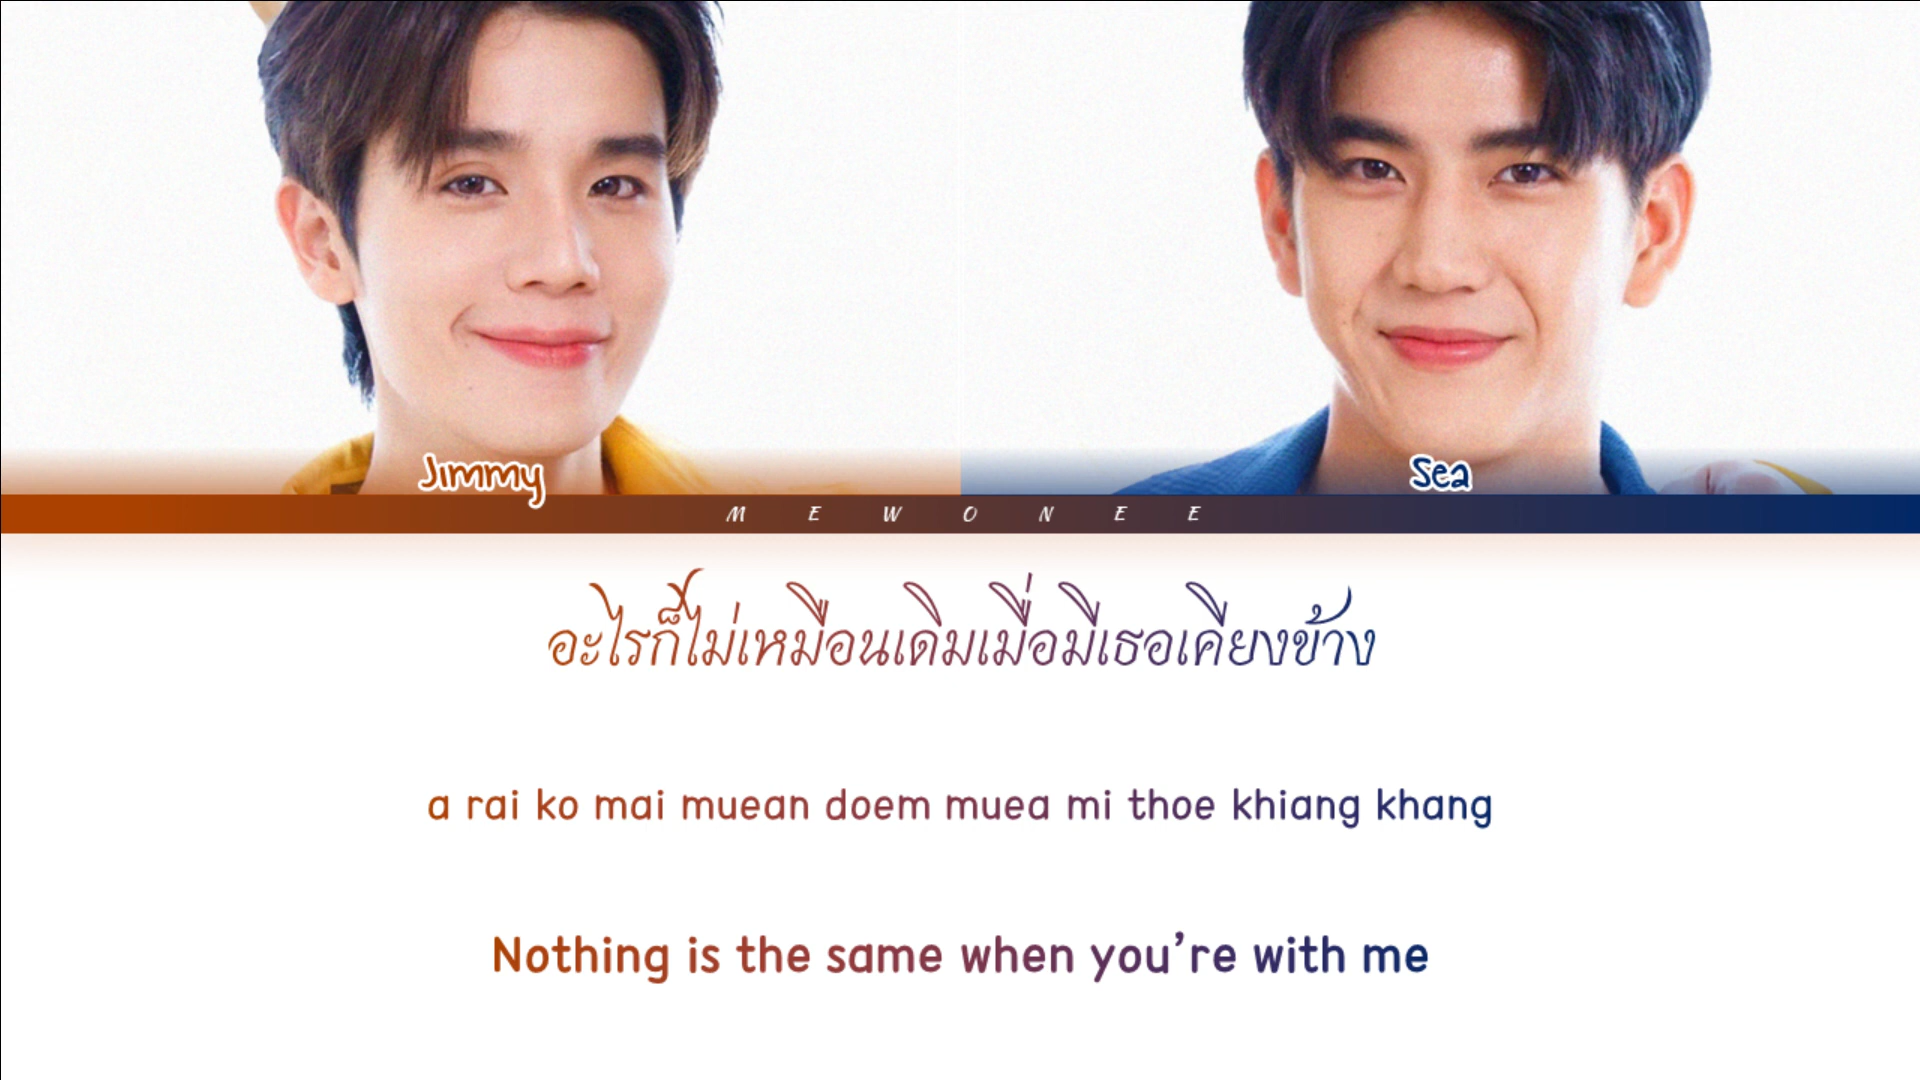 Jimmy
Sea
MEWONEE
อะไรก็ไม่เหมือนเดิมเมื่อมีเธอเคียงข้าง
a rai ko mai muean doem muea mi thoe khiang khang
Nothing is the same when you’re with me